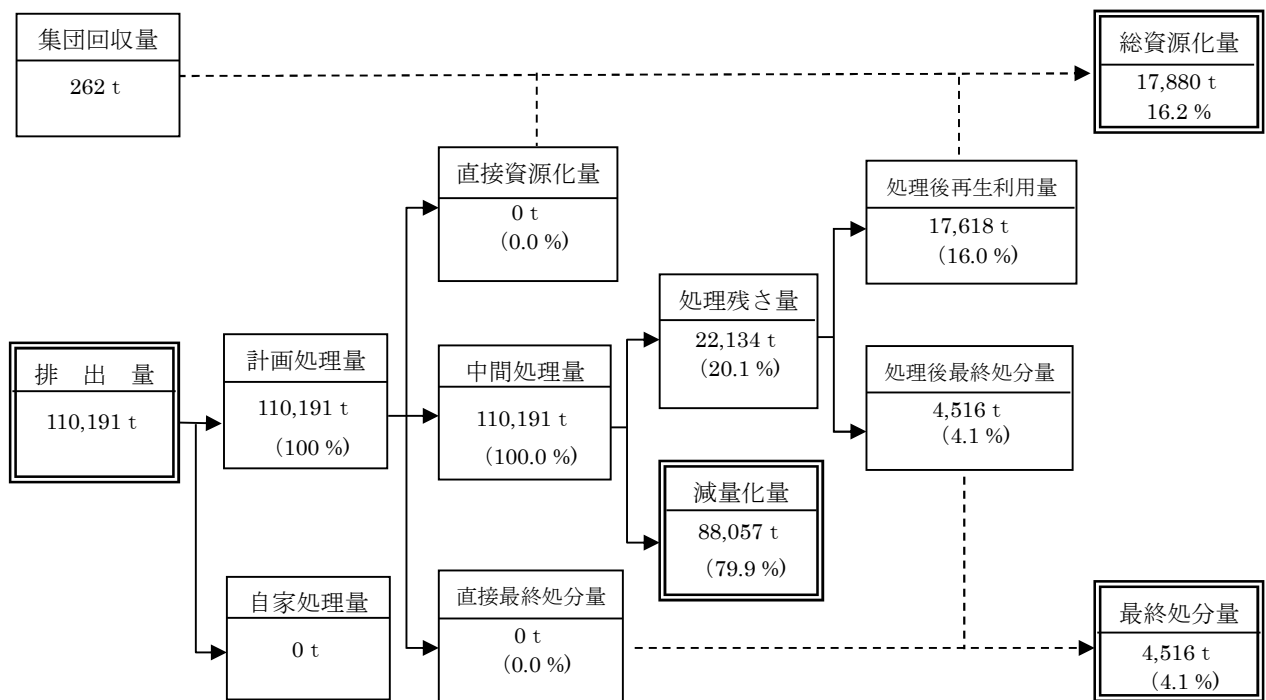 集団回収量
262 t
総資源化量
17,880 t
16.2 %
直接資源化量
0 t
(0.0 %)
処理後再生利用量
17,618 t
(16.0 %)
処理残さ量
22,134 t
(20.1 %)
排　出　量
110,191 t
計画処理量
110,191 t
(100 %)
中間処理量
110,191 t
(100.0 %)
処理後最終処分量
4,516 t
(4.1 %)
減量化量
88,057 t
(79.9 %)
自家処理量
0 t
直接最終処分量
0 t
(0.0 %)
最終処分量
4,516 t
(4.1 %)